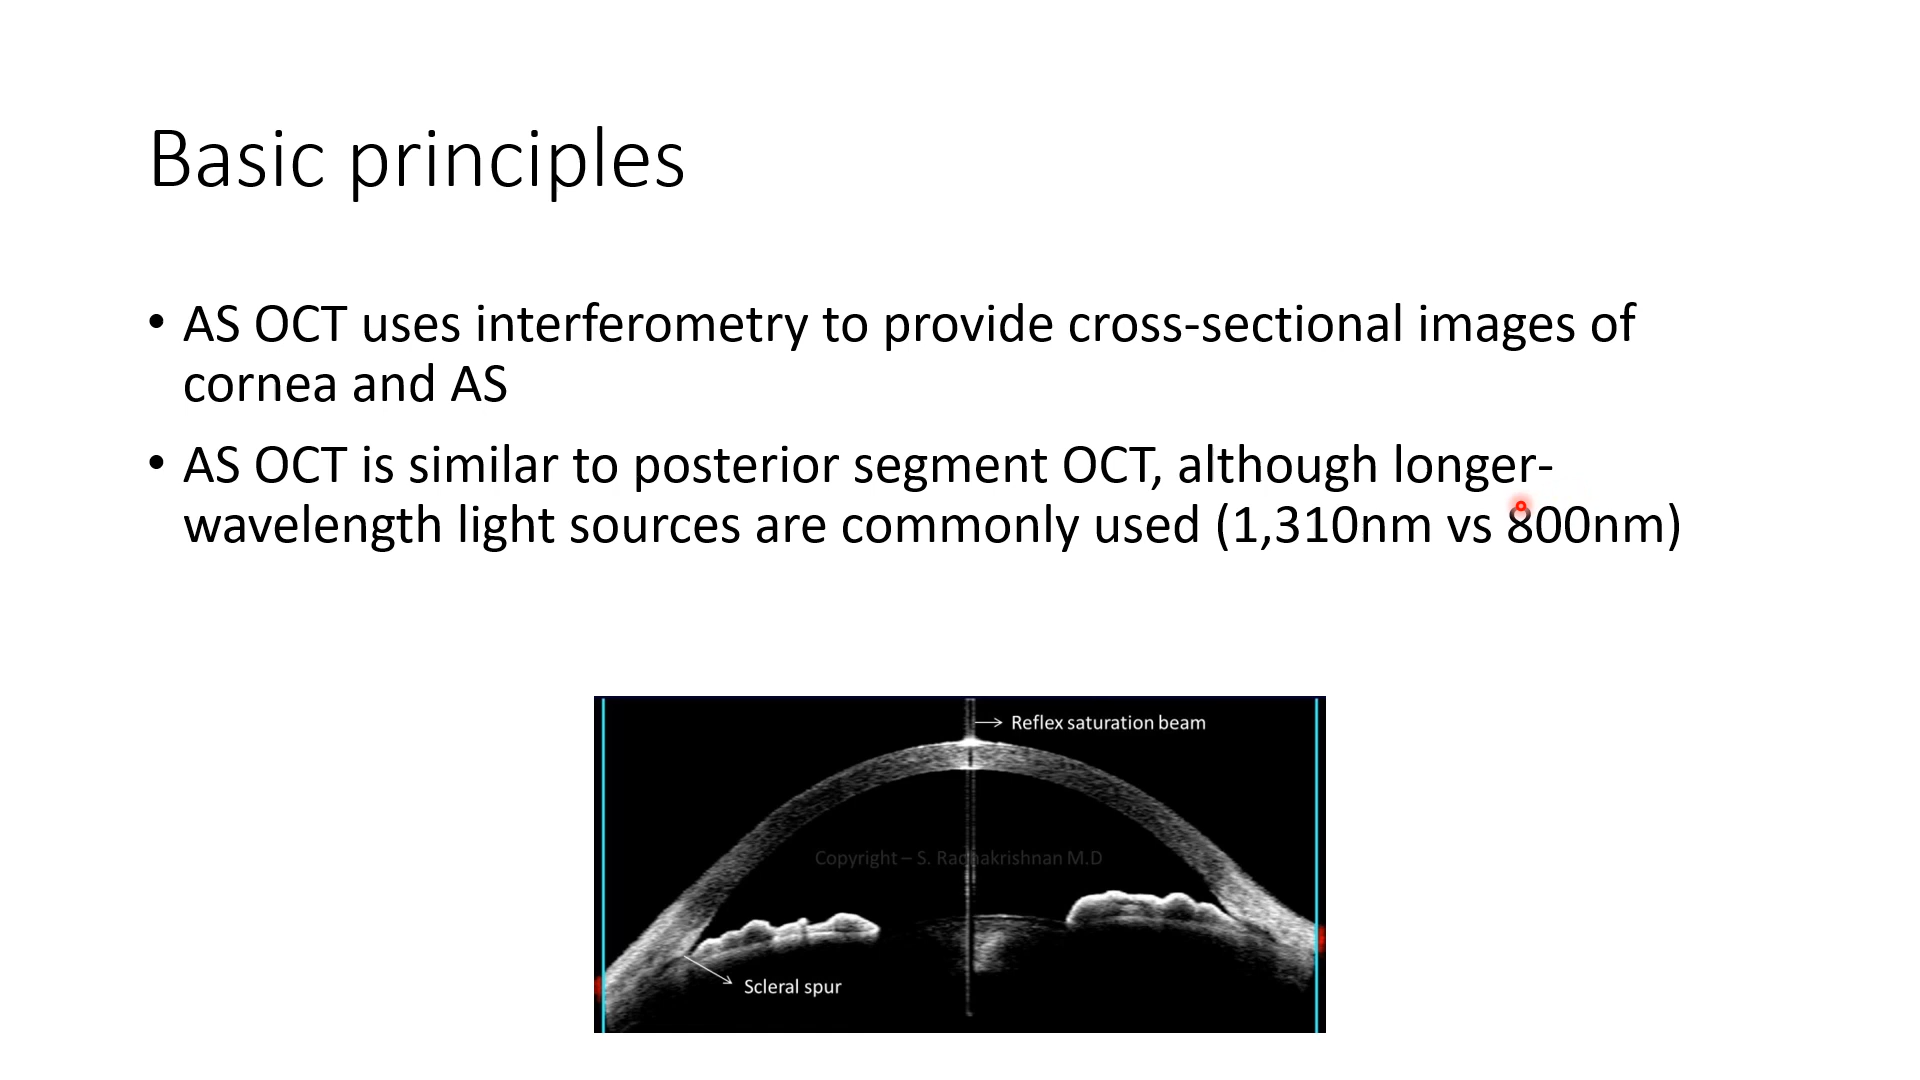 Basic principles
• AS OCT uses interferometry to provide cross-sectional images of
cornea and AS
• AS OCT is similar to posterior segment OCT, although longer-
wavelength light sources are commonly used (1,310nm vs 800nm)
Reflex saturation beam
Copyright – S. Radhakrishnan M.D
Scleral spur